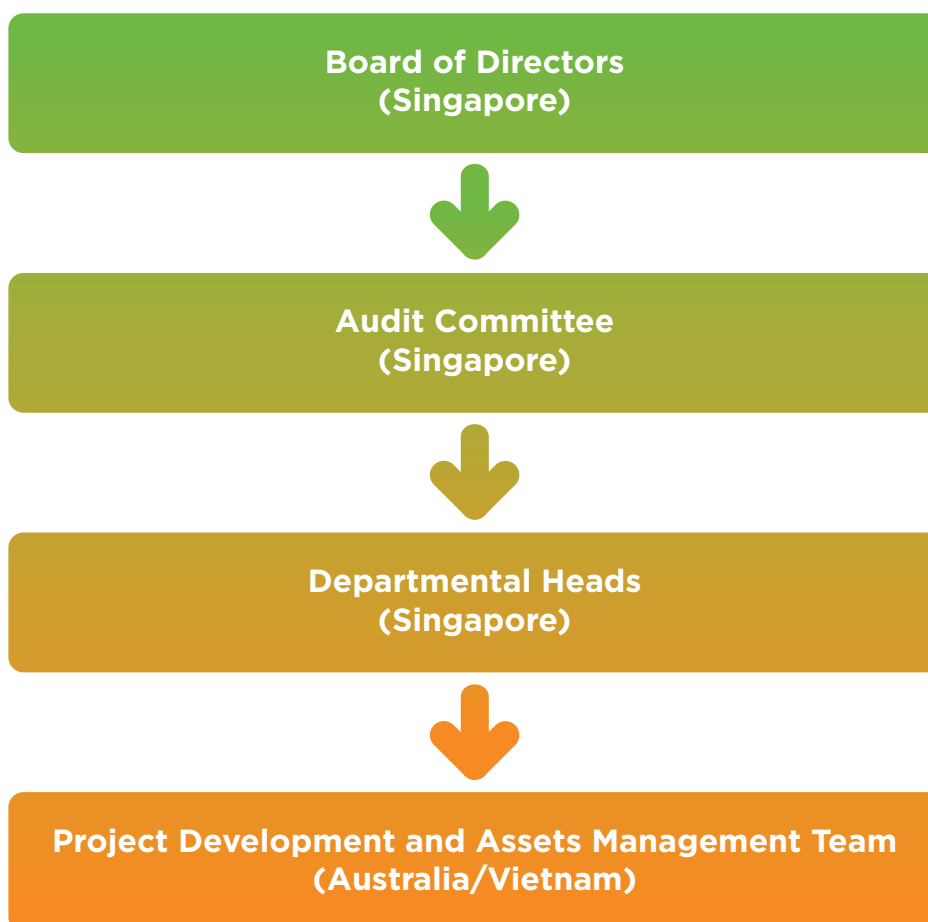 Board of Directors
(Singapore)
Audit Committee
(Singapore)
Departmental Heads
(Singapore)
Project Development and Assets Management Team
(Australia/Vietnam)